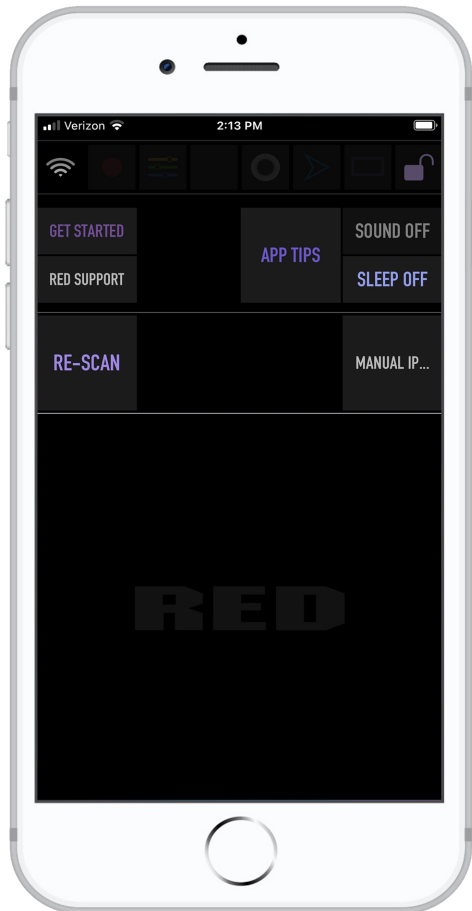 Verizon 2:13 PM
GET STARTED
RED SUPPORT
APP TIPS
SOUND OFF
SLEEP OFF
RE-SCAN
MANUAL IP...
RED